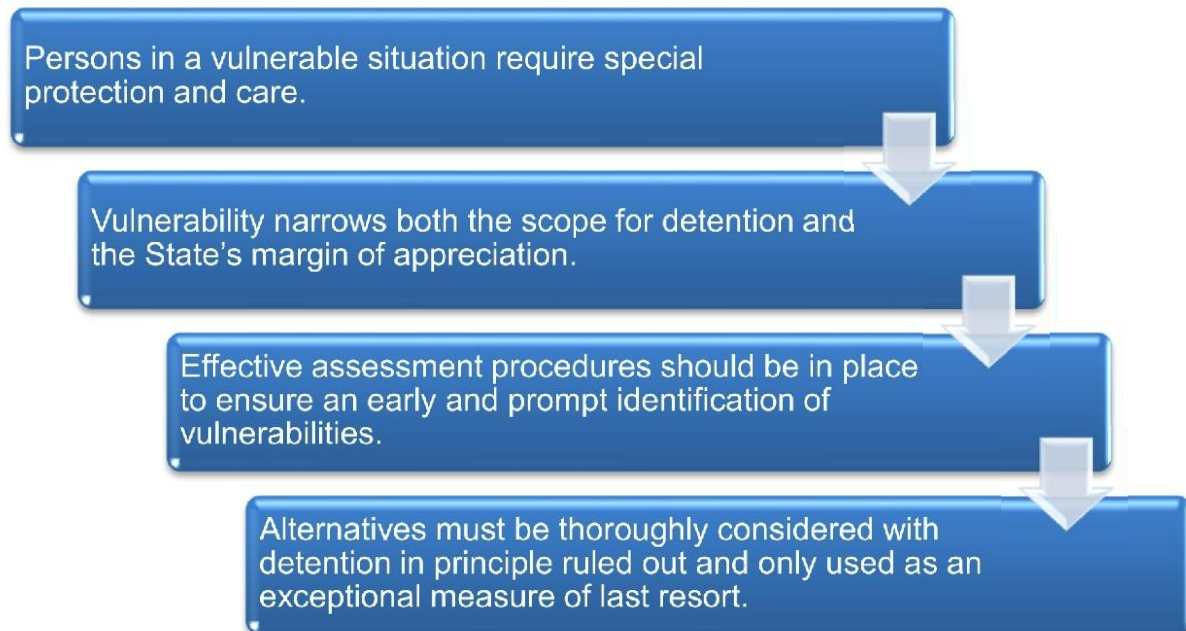 Persons in a vulnerable situation require special
protection and care.
Vulnerability narrows both the scope for detention and
the State’s margin of appreciation.
Effective assessment procedures should be in place
to ensure an early and prompt identification of
vulnerabilities.
Alternatives must be thoroughly considered with
detention in principle ruled out and only used as an
exceptional measure of last resort.